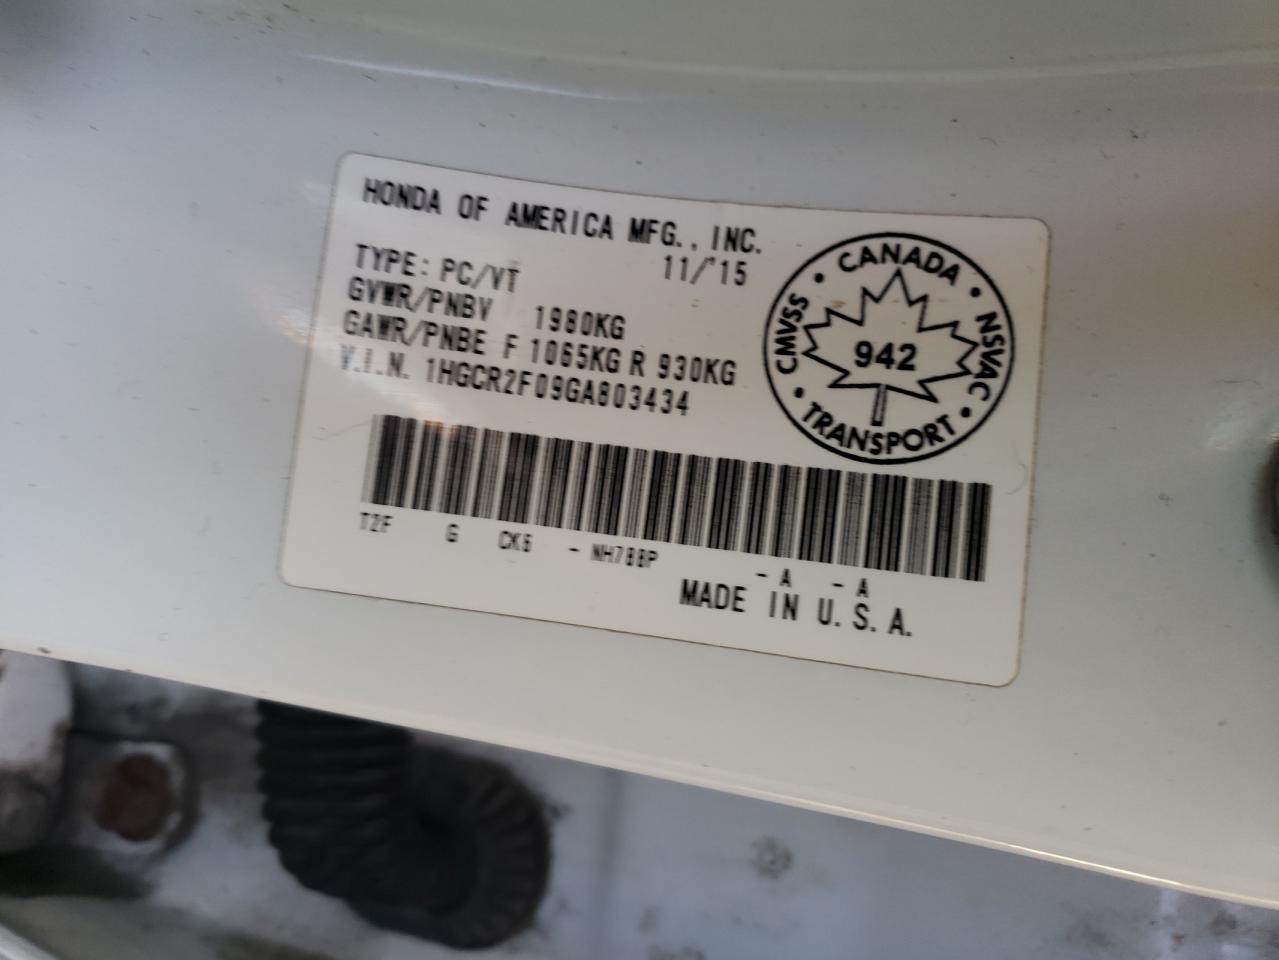 HONDA OF AMERICA MFG., INC.
11/'15
TYPE: PC/VT
GVWR/PNBV 1980KG
GAWR/PNBE F 1065KG R 930KG
V.I.N. 1HGCR2F09GA803434
CANADA
CMVSS
942
NSVAC
TRANSPORT
T2F G CK6 - NH788P - A - A
MADE IN U.S.A.